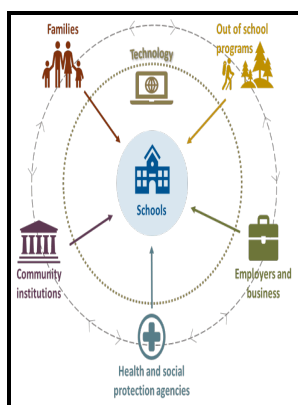 Families
Out of school
programs
Technology
Schools
Community
institutions
Employers and
business
Health and social
protection agencies